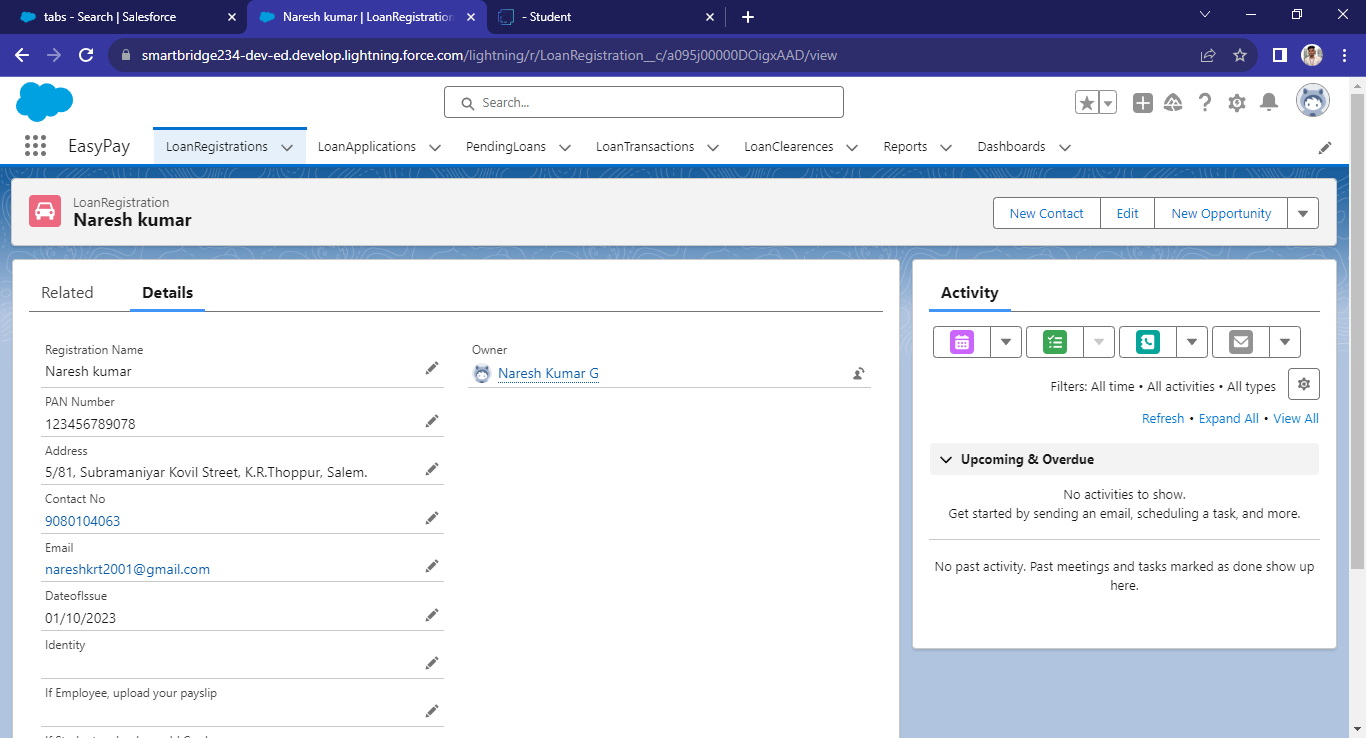 tabs - Search | Salesforce
Naresh kumar | LoanRegistration
- Student
smartbridge234-dev-ed.develop.lightning.force.com/lightning/r/LoanRegistration__c/a095j00000DOigxAAD/view
Search...
EasyPay
LoanRegistrations
LoanApplications
PendingLoans
LoanTransactions
LoanClearences
Reports
Dashboards
LoanRegistration
Naresh kumar
New Contact
Edit
New Opportunity
Related
Details
Registration Name
Naresh kumar
PAN Number
123456789078
Address
5/81, Subramaniyar Kovil Street, K.R.Thoppur, Salem.
Contact No
9080104063
Email
nareshkrt2001@gmail.com
DateofIssue
01/10/2023
Identity
If Employee, upload your payslip
Owner
Naresh Kumar G
Activity
Filters: All time • All activities • All types
Refresh • Expand All • View All
Upcoming & Overdue
No activities to show.
Get started by sending an email, scheduling a task, and more.
No past activity. Past meetings and tasks marked as done show up
here.